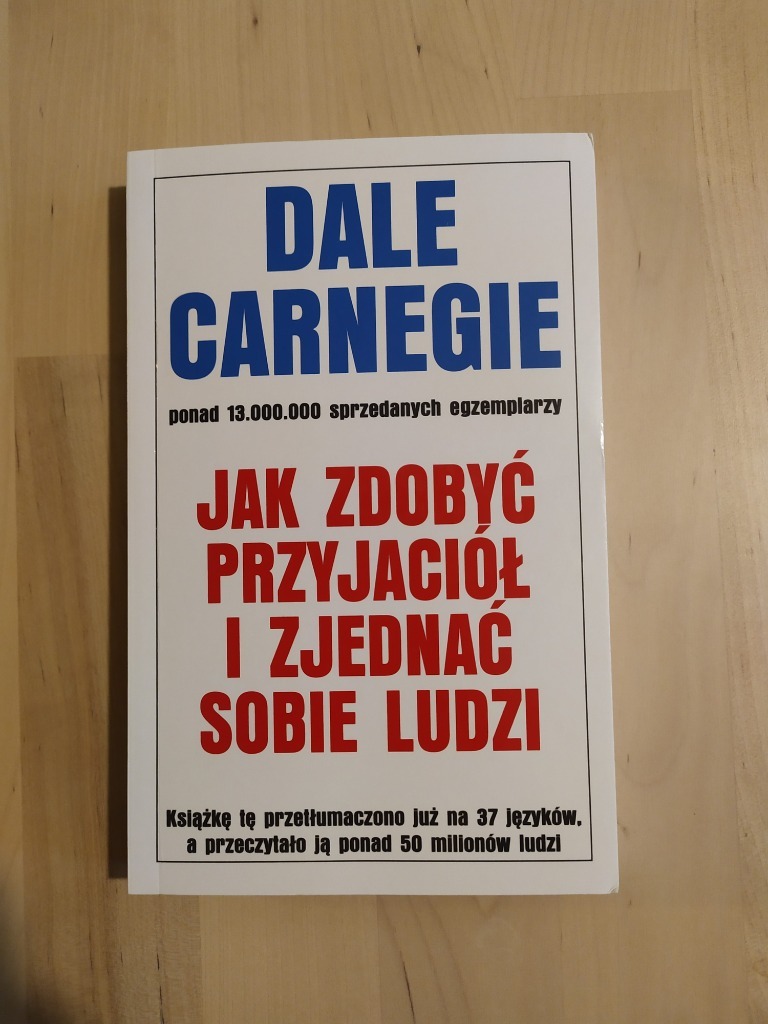 DALE
CARNEGIE
ponad 13.000.000 sprzedanych egzemplarzy
JAK ZDOBYĆ
PRZYJACIÓŁ
I ZJEDNAĆ
SOBIE LUDZI
Książkę tę przetłumaczono już na 37 języków,
a przeczytało ją ponad 50 milionów ludzi